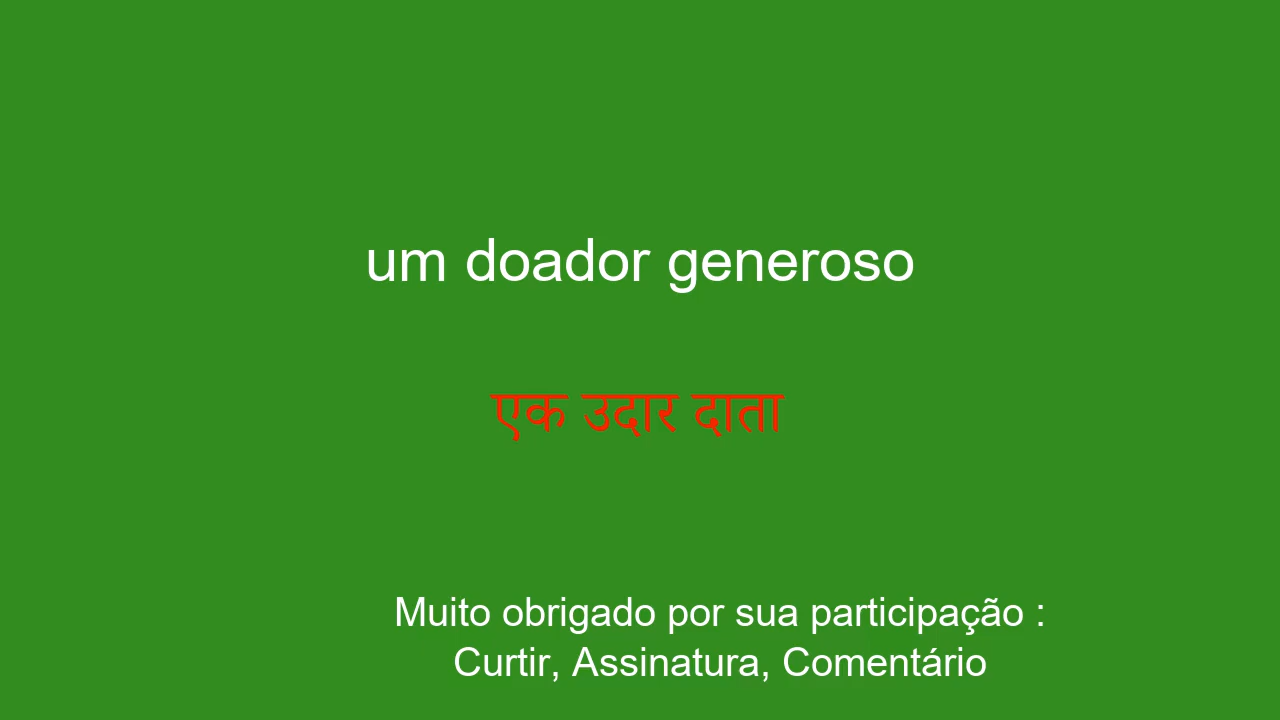 um doador generoso
एक उदार दाता
Muito obrigado por sua participação :
Curtir, Assinatura, Comentário